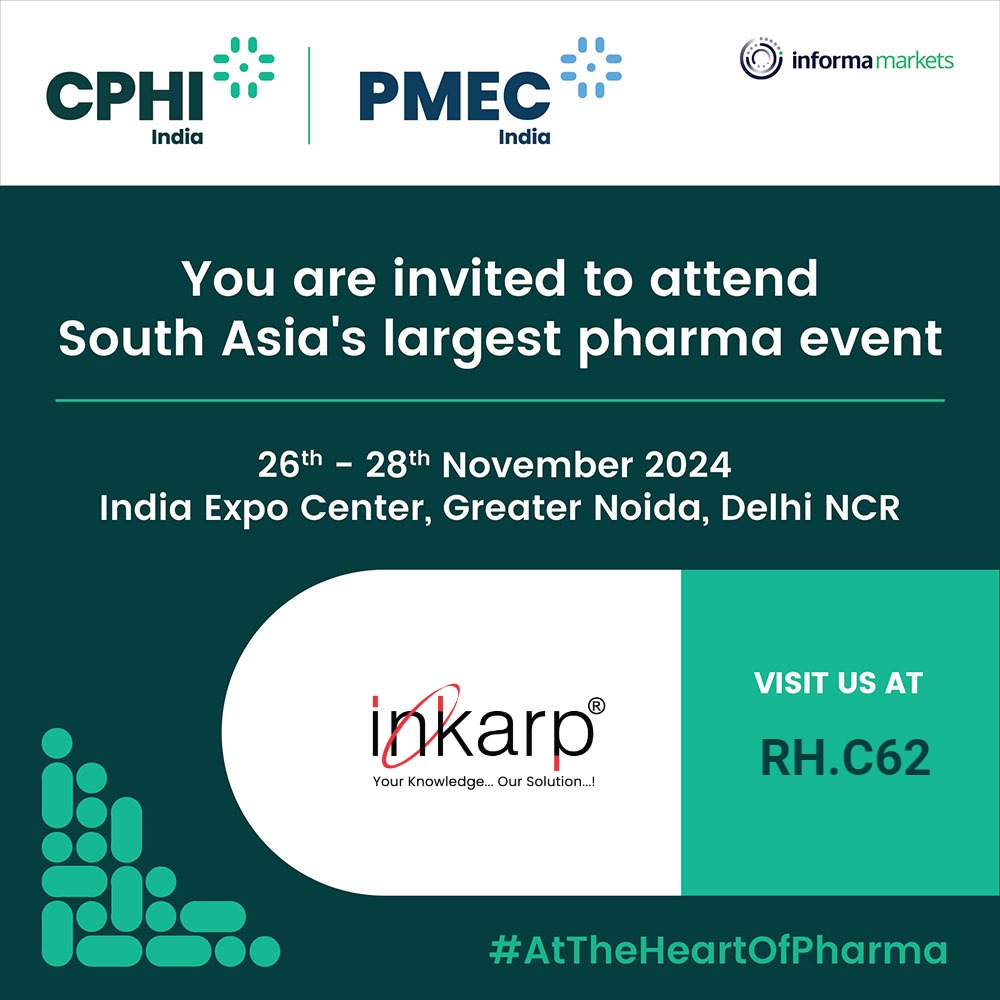 CPHI
India
PMEC
India
informa markets
You are invited to attend
South Asia's largest pharma event
26th - 28th November 2024
India Expo Center, Greater Noida, Delhi NCR
inkarp®
Your Knowledge... Our Solution...!
VISIT US AT
RH.C62
#AtTheHeartOfPharma